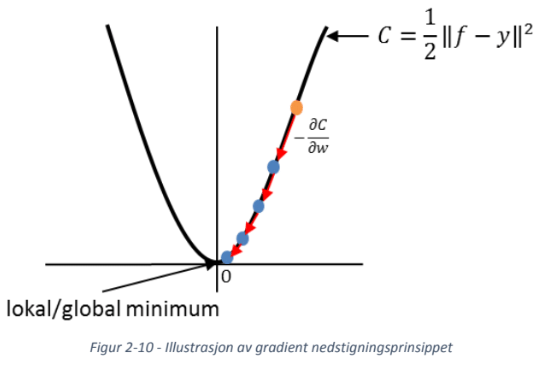 C = 1/2 ‖f − y‖²
− ∂C/∂w
0
lokal/global minimum
Figur 2-10 - Illustrasjon av gradient nedstigningsprinsippet